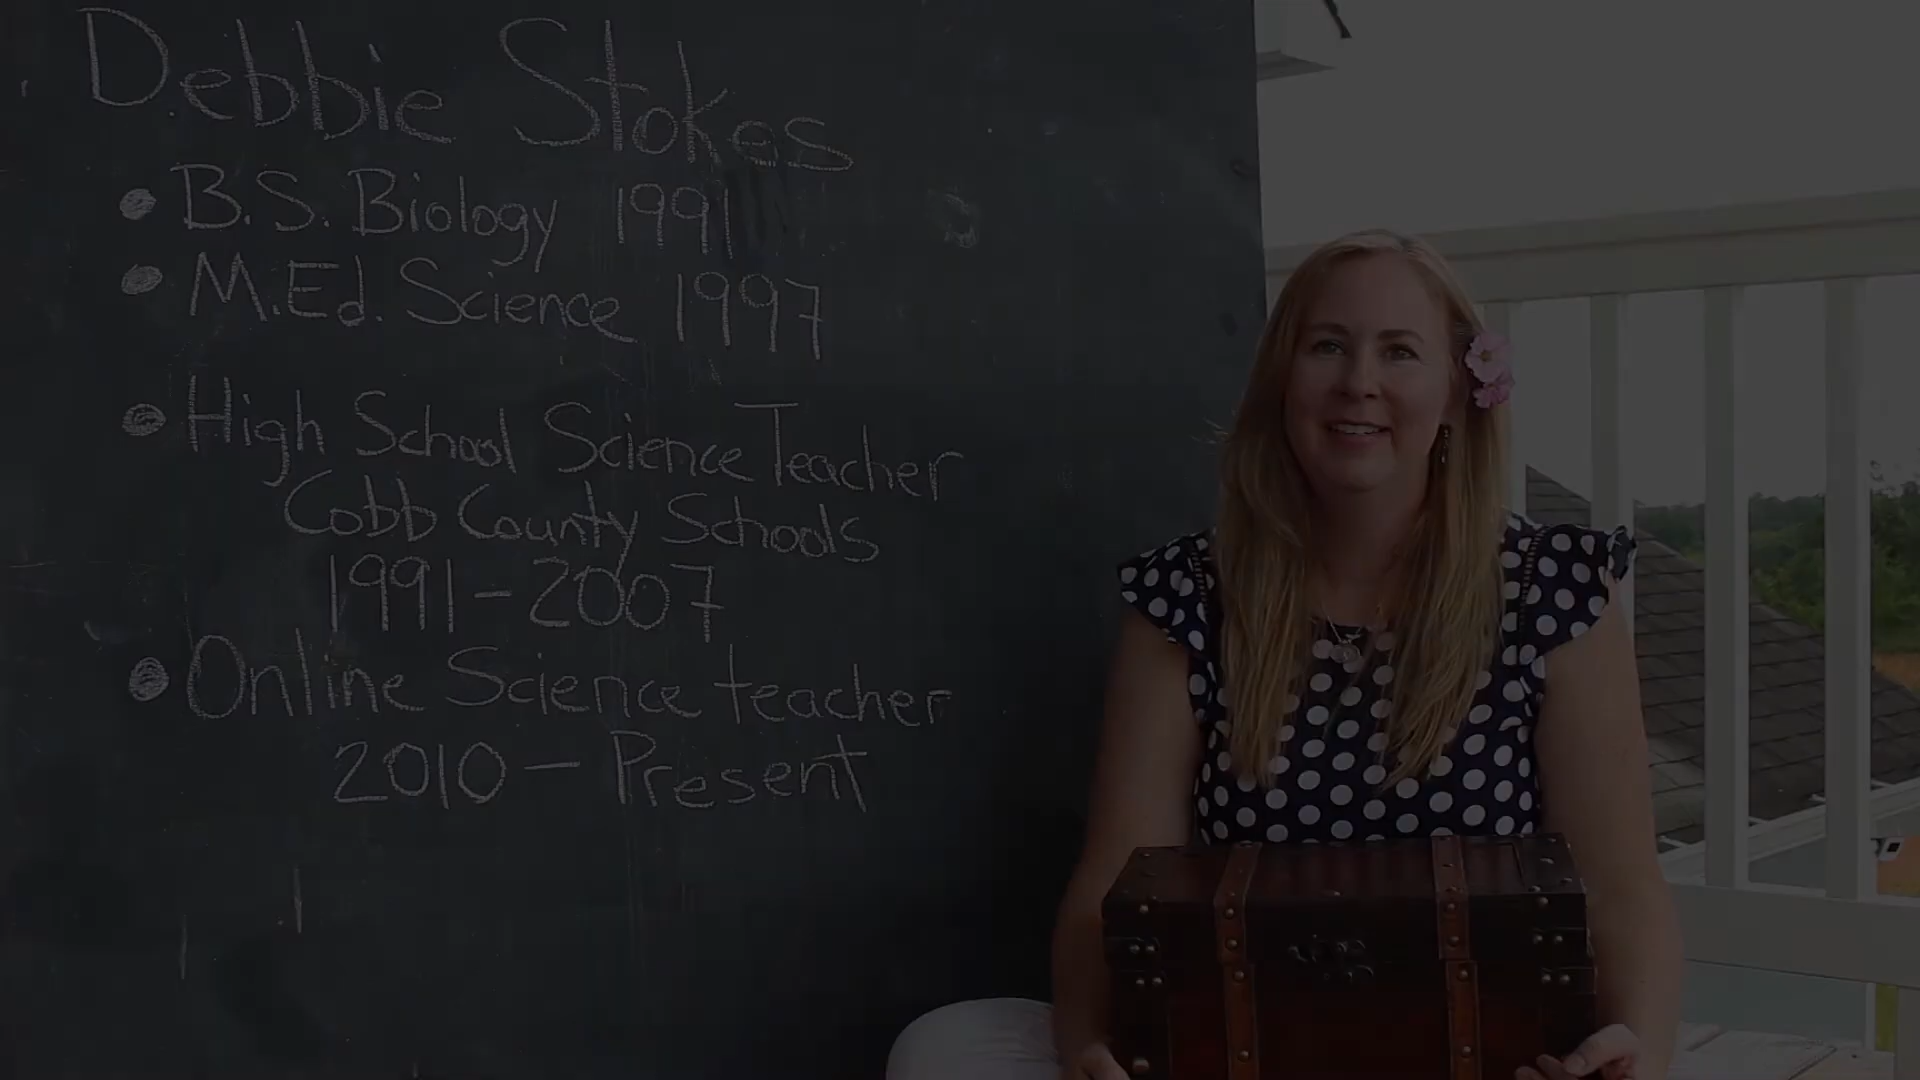 Debbie Stokes
• B.S. Biology 1991
• M.Ed. Science 1997
• High School Science Teacher
Cobb County Schools
1991-2007
• Online Science teacher
2010 - Present